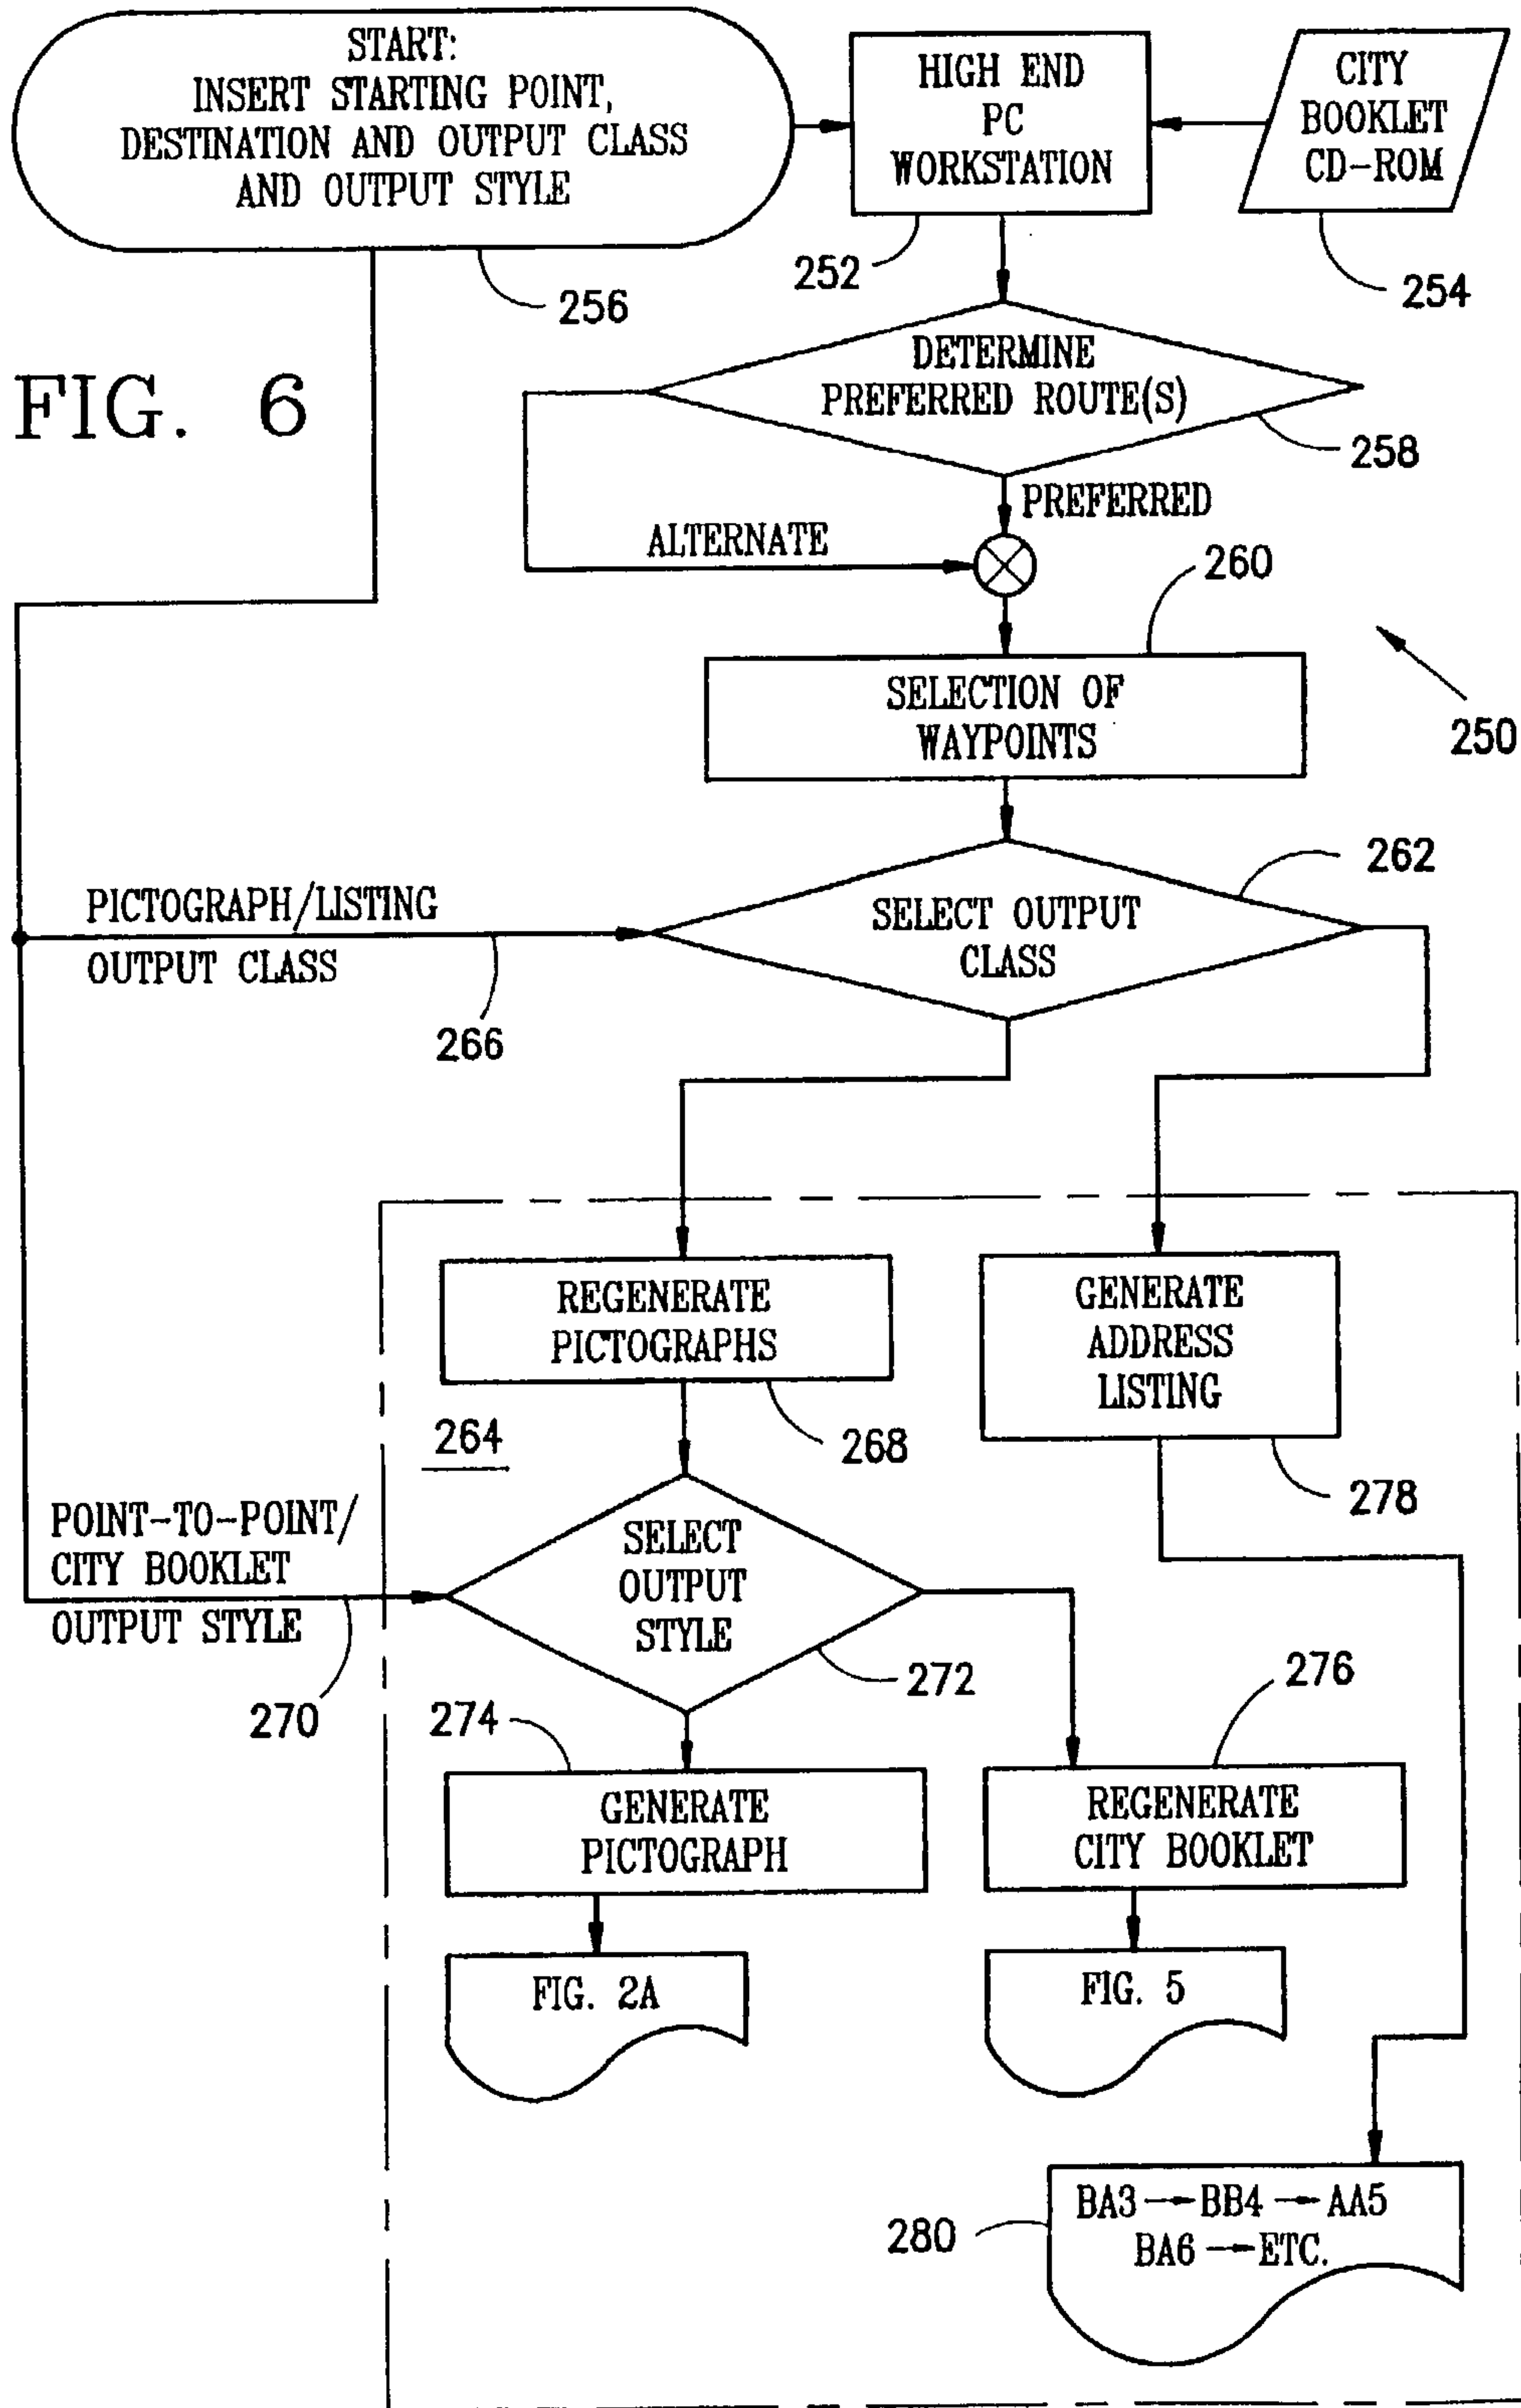 START:
INSERT STARTING POINT,
DESTINATION AND OUTPUT CLASS
AND OUTPUT STYLE
256
HIGH END
PC
WORKSTATION
252
CITY
BOOKLET
CD-ROM
254
FIG. 6
DETERMINE
PREFERRED ROUTE(S)
258
PREFERRED
ALTERNATE
260
SELECTION OF
WAYPOINTS
250
262
PICTOGRAPH/LISTING
OUTPUT CLASS
266
SELECT OUTPUT
CLASS
REGENERATE
PICTOGRAPHS
268
GENERATE
ADDRESS
LISTING
278
264
POINT-TO-POINT/
CITY BOOKLET
OUTPUT STYLE
270
SELECT
OUTPUT
STYLE
272
274
276
GENERATE
PICTOGRAPH
REGENERATE
CITY BOOKLET
FIG. 2A
FIG. 5
280
BA3→BB4→AA5
BA6→ETC.